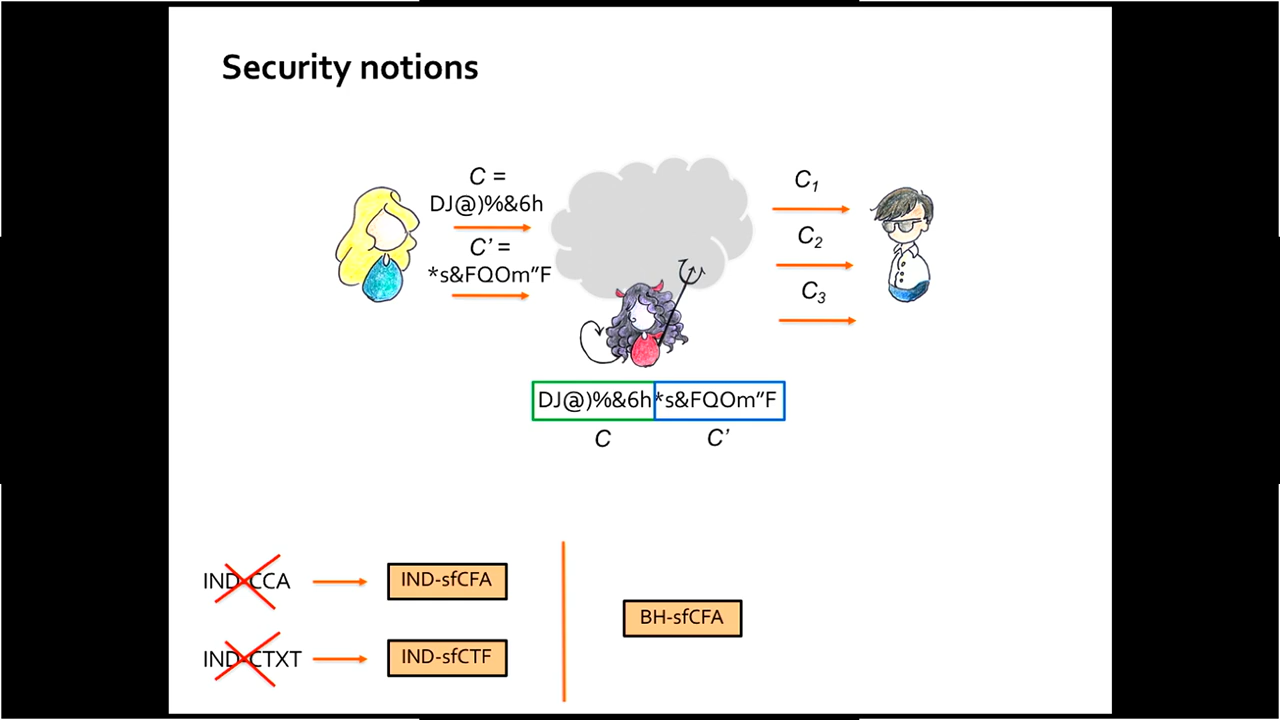 Security notions
C =
DJ@)%&6h
C' =
*s&FQOm"F
C1
C2
C3
DJ@)%&6h*s&FQOm"F
C C'
IND-CCA IND-sfCFA
BH-sfCFA
IND-CTXT IND-sfCTF